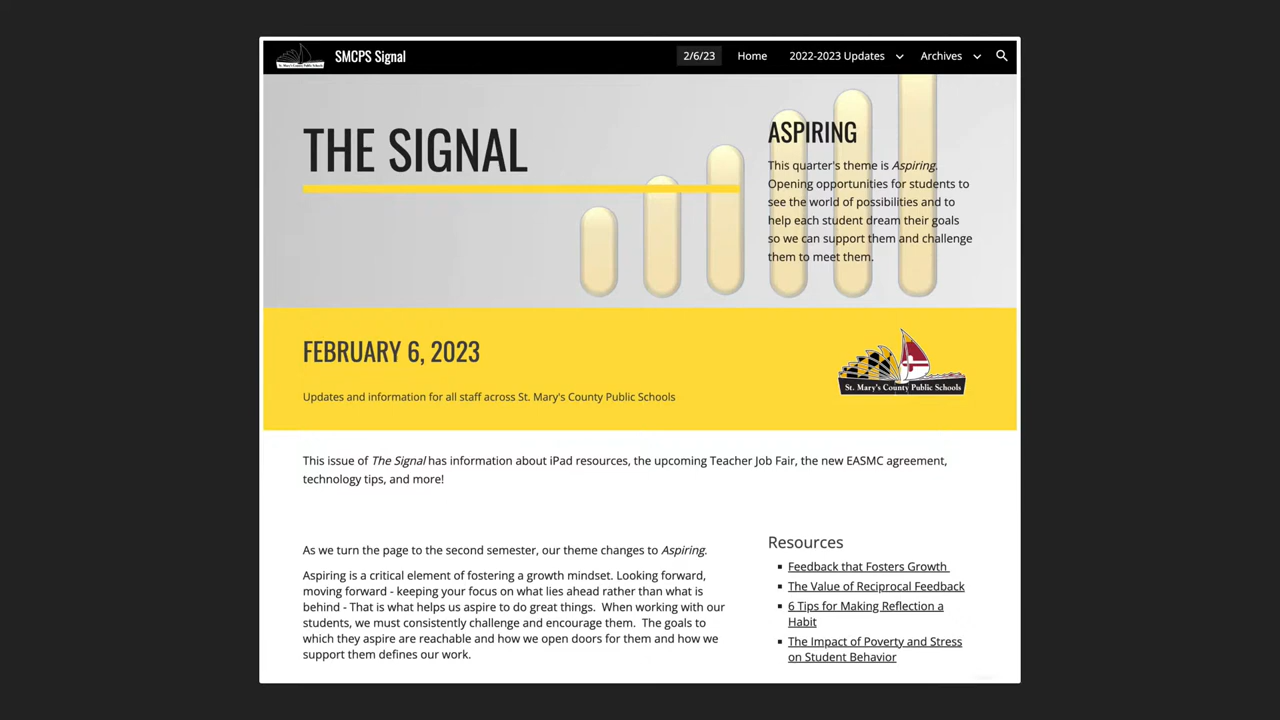 St. Mary's County Public Schools
SMCPS Signal
2/6/23
Home
2022-2023 Updates
Archives
THE SIGNAL
ASPIRING
This quarter's theme is Aspiring.
Opening opportunities for students to
see the world of possibilities and to
help each student dream their goals
so we can support them and challenge
them to meet them.
FEBRUARY 6, 2023
Updates and information for all staff across St. Mary's County Public Schools
St. Mary's County Public Schools
This issue of The Signal has information about iPad resources, the upcoming Teacher Job Fair, the new EASMC agreement,
technology tips, and more!
As we turn the page to the second semester, our theme changes to Aspiring.
Aspiring is a critical element of fostering a growth mindset. Looking forward,
moving forward - keeping your focus on what lies ahead rather than what is
behind - That is what helps us aspire to do great things.  When working with our
students, we must consistently challenge and encourage them.  The goals to
which they aspire are reachable and how we open doors for them and how we
support them defines our work.
Resources
Feedback that Fosters Growth
The Value of Reciprocal Feedback
6 Tips for Making Reflection a
Habit
The Impact of Poverty and Stress
on Student Behavior